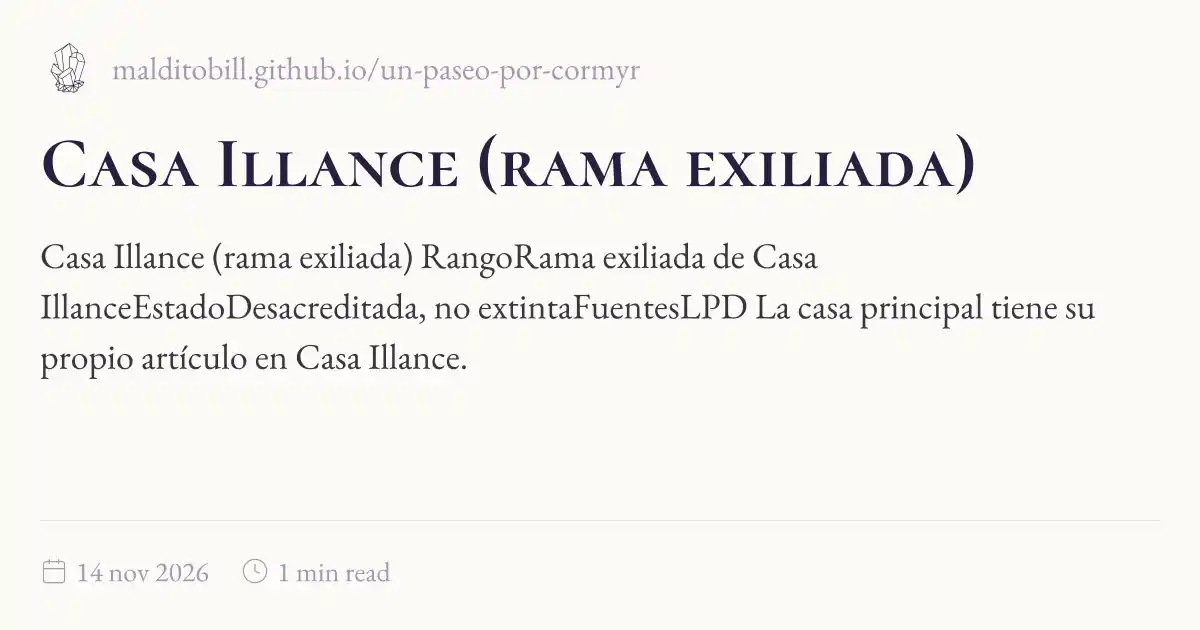 malditobill.github.io/un-paseo-por-cormyr
Casa Illance (rama exiliada)
Casa Illance (rama exiliada) RangoRama exiliada de Casa
IllanceEstadoDesacreditada, no extintaFuentesLPD La casa principal tiene su
propio artículo en Casa Illance.
14 nov 2026
1 min read